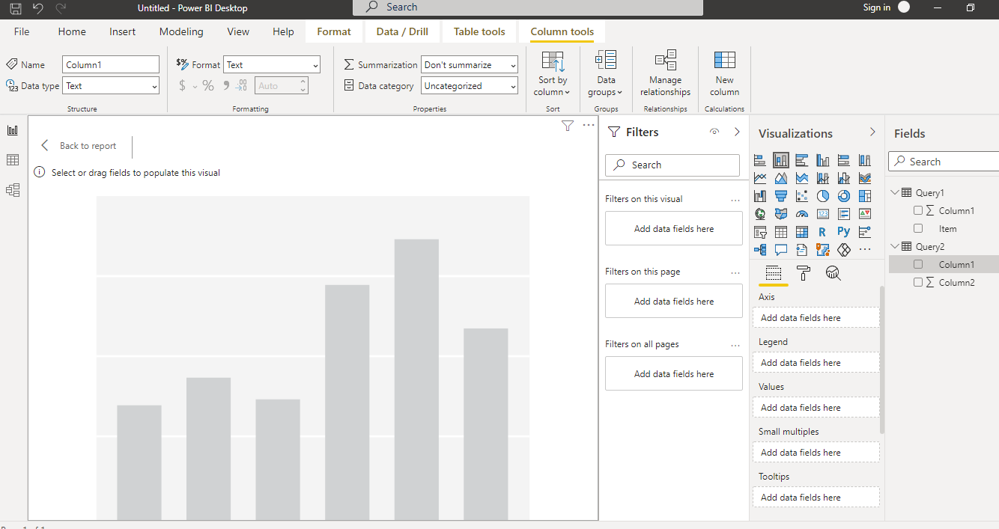 Untitled - Power BI Desktop
Search
Sign in
File Home Insert Modeling View Help Format Data / Drill Table tools Column tools
Name Column1
Data type Text
Structure
$% Format Text
$ % 9 .00 Auto
Formatting
Summarization Don't summarize
Data category Uncategorized
Properties
Sort by
column
Sort
Data
groups
Groups
Manage
relationships
Relationships
New
column
Calculations
Back to report
Select or drag fields to populate this visual
Filters
Search
Filters on this visual ...
Add data fields here
Filters on this page ...
Add data fields here
Filters on all pages ...
Add data fields here
Visualizations
123
R Py
...
Axis
Add data fields here
Legend
Add data fields here
Values
Add data fields here
Small multiples
Add data fields here
Tooltips
Add data fields here
Fields
Search
Query1
Column1
Item
Query2
Column1
Column2